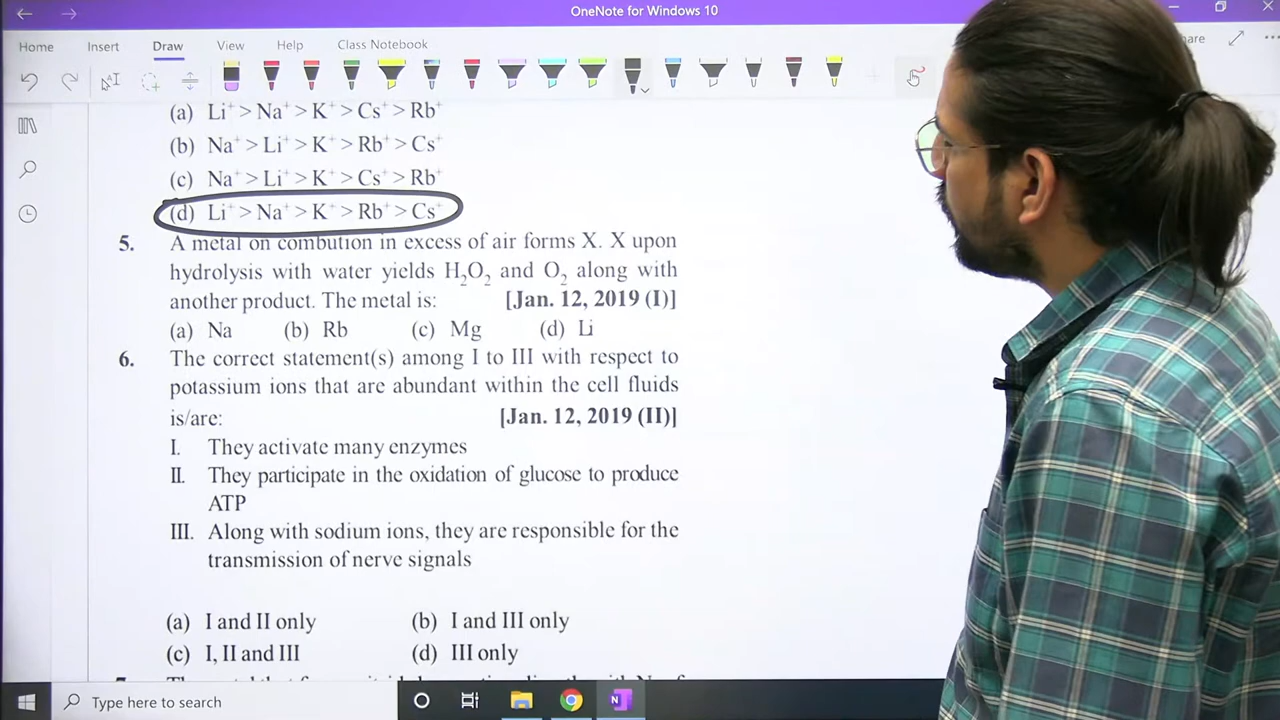 OneNote for Windows 10
Home Insert Draw View Help Class Notebook
(a) Li⁺ > Na⁺ > K⁺ > Cs⁺ > Rb⁺
(b) Na⁺ > Li⁺ > K⁺ > Rb⁺ > Cs⁺
(c) Na⁺ > Li⁺ > K⁺ > Cs⁺ > Rb⁺
(d) Li⁺ > Na⁺ > K⁺ > Rb⁺ > Cs⁺
5. A metal on combution in excess of air forms X. X upon
hydrolysis with water yields H₂O₂ and O₂ along with
another product. The metal is: [Jan. 12, 2019 (I)]
(a) Na (b) Rb (c) Mg (d) Li
6. The correct statement(s) among I to III with respect to
potassium ions that are abundant within the cell fluids
is/are: [Jan. 12, 2019 (II)]
I. They activate many enzymes
II. They participate in the oxidation of glucose to produce
ATP
III. Along with sodium ions, they are responsible for the
transmission of nerve signals
(a) I and II only (b) I and III only
(c) I, II and III (d) III only
Type here to search